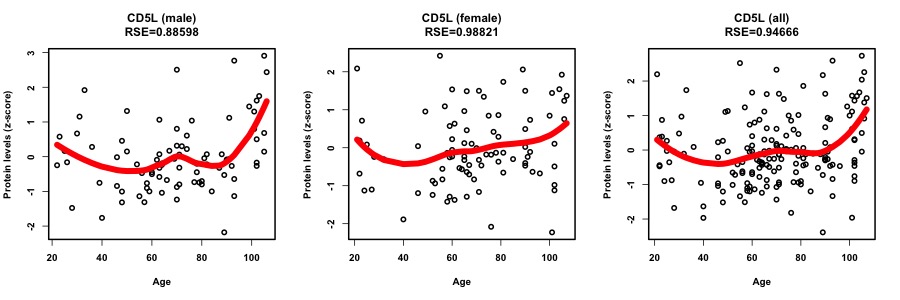 CD5L (male)
RSE=0.88598
Protein levels (z-score)
3
2
1
0
-1
-2
20 40 60 80 100
Age
CD5L (female)
RSE=0.98821
Protein levels (z-score)
2
1
0
-1
-2
20 40 60 80 100
Age
CD5L (all)
RSE=0.94666
Protein levels (z-score)
2
1
0
-1
-2
20 40 60 80 100
Age